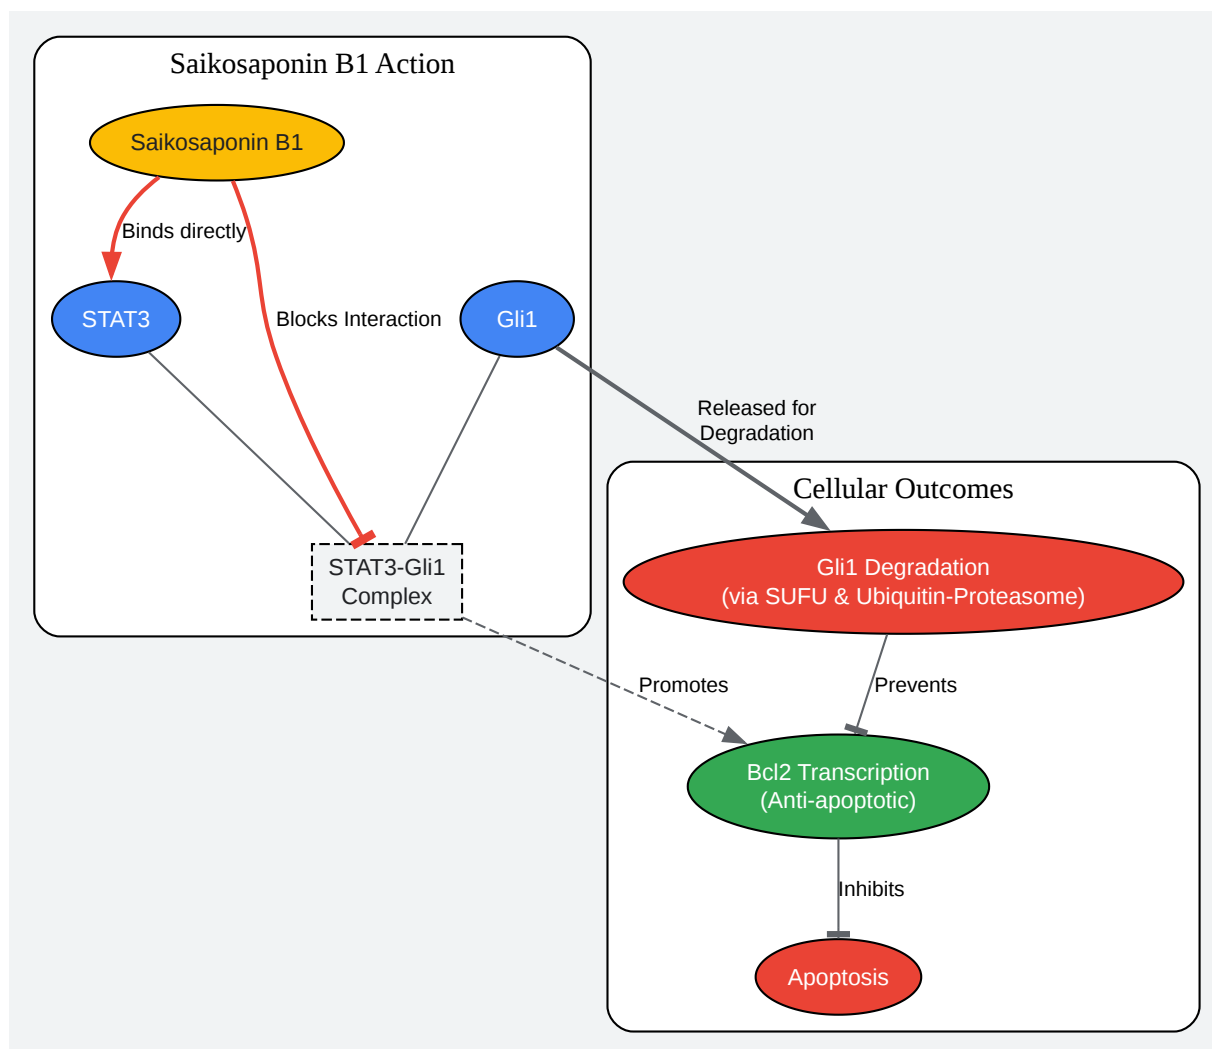 Saikosaponin B1 Action
Saikosaponin B1
Binds directly
STAT3
Blocks Interaction
Gli1
Released for
Degradation
STAT3-Gli1
Complex
Cellular Outcomes
Gli1 Degradation
(via SUFU & Ubiquitin-Proteasome)
Promotes
Prevents
Bcl2 Transcription
(Anti-apoptotic)
Inhibits
Apoptosis